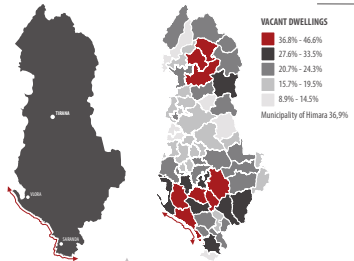 VACANT DWELLINGS
36.8% - 46.6%
27.6% - 33.5%
20.7% - 24.3%
15.7% - 19.5%
8.9% - 14.5%
Municipality of Himara 36,9%
TIRANA
VLORA
SARANDA